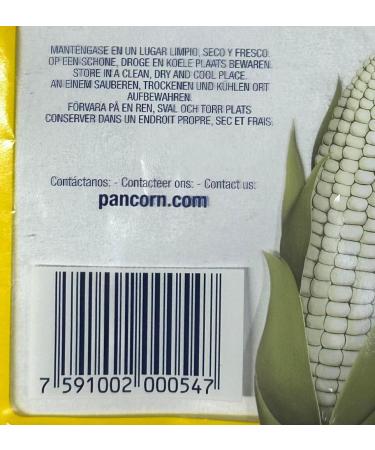 MANTÉNGASE EN UN LUGAR LIMPIO, SECO Y FRESCO.
OP EEN SCHONE, DROGE EN KOELE PLAATS BEWAREN.
STORE IN A CLEAN, DRY AND COOL PLACE.
AN EINEM SAUBEREN, TROCKENEN UND KÜHLEN ORT
AUFBEWAHREN.
FÖRVARA PÅ EN REN, SVAL OCH TORR PLATS
CONSERVER DANS UN ENDROIT PROPRE, SEC ET FRAIS.
Contáctanos: - Contacteer ons: - Contact us:
pancorn.com
7 591002 000547